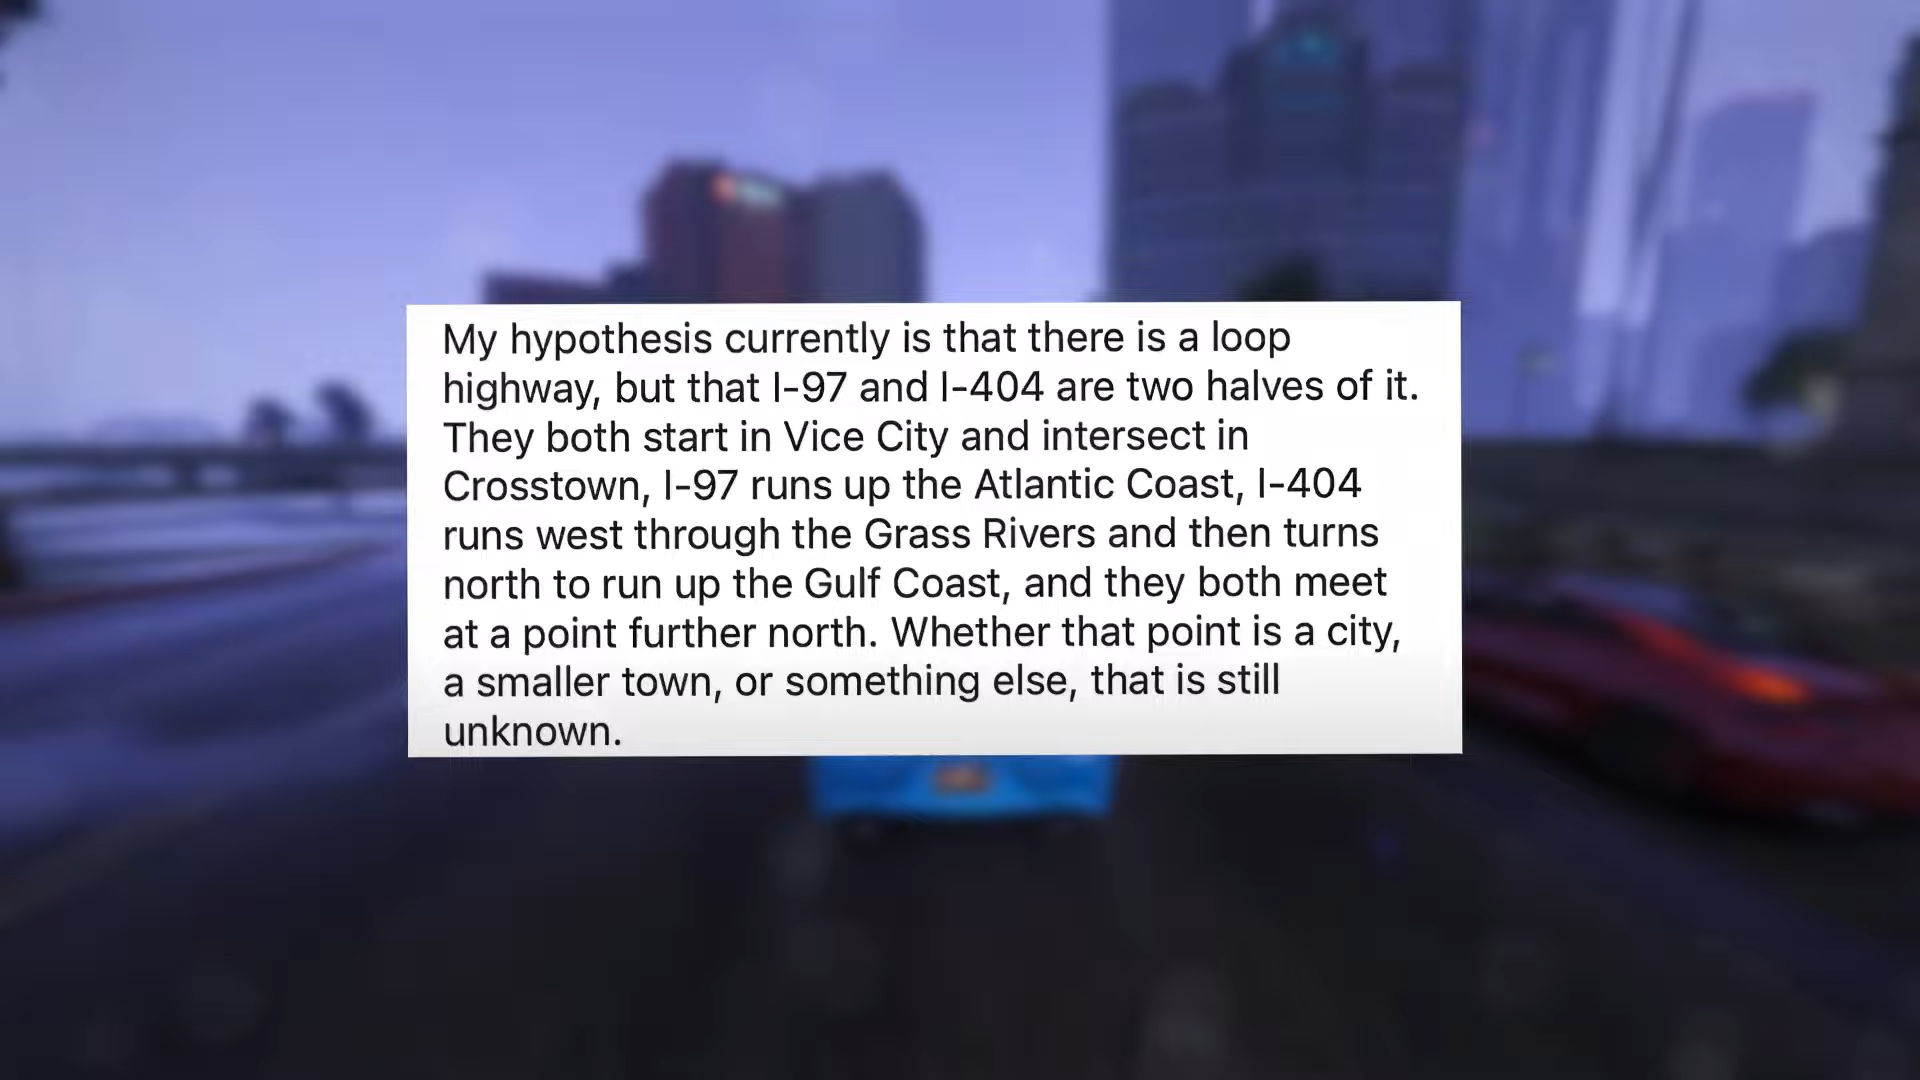 My hypothesis currently is that there is a loop
highway, but that I-97 and I-404 are two halves of it.
They both start in Vice City and intersect in
Crosstown, I-97 runs up the Atlantic Coast, I-404
runs west through the Grass Rivers and then turns
north to run up the Gulf Coast, and they both meet
at a point further north. Whether that point is a city,
a smaller town, or something else, that is still
unknown.